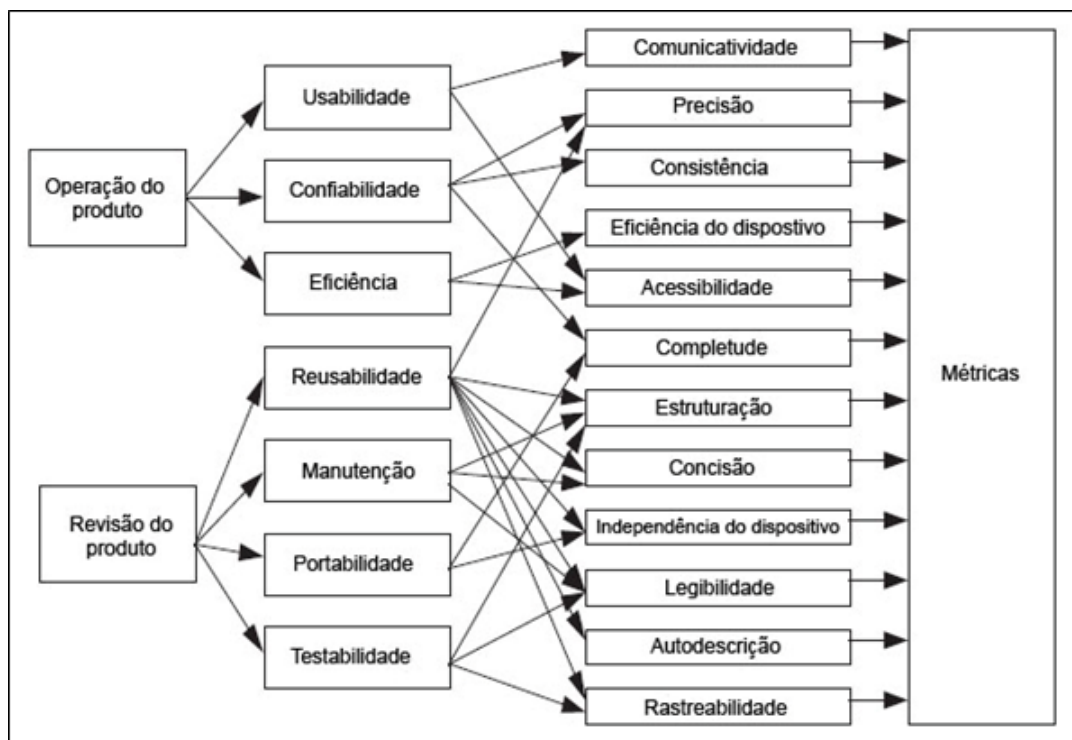 Operação do
produto
Revisão do
produto
Usabilidade
Confiabilidade
Eficiência
Reusabilidade
Manutenção
Portabilidade
Testabilidade
Comunicatividade
Precisão
Consistência
Eficiência do dispostivo
Acessibilidade
Completude
Estruturação
Concisão
Independência do dispositivo
Legibilidade
Autodescrição
Rastreabilidade
Métricas